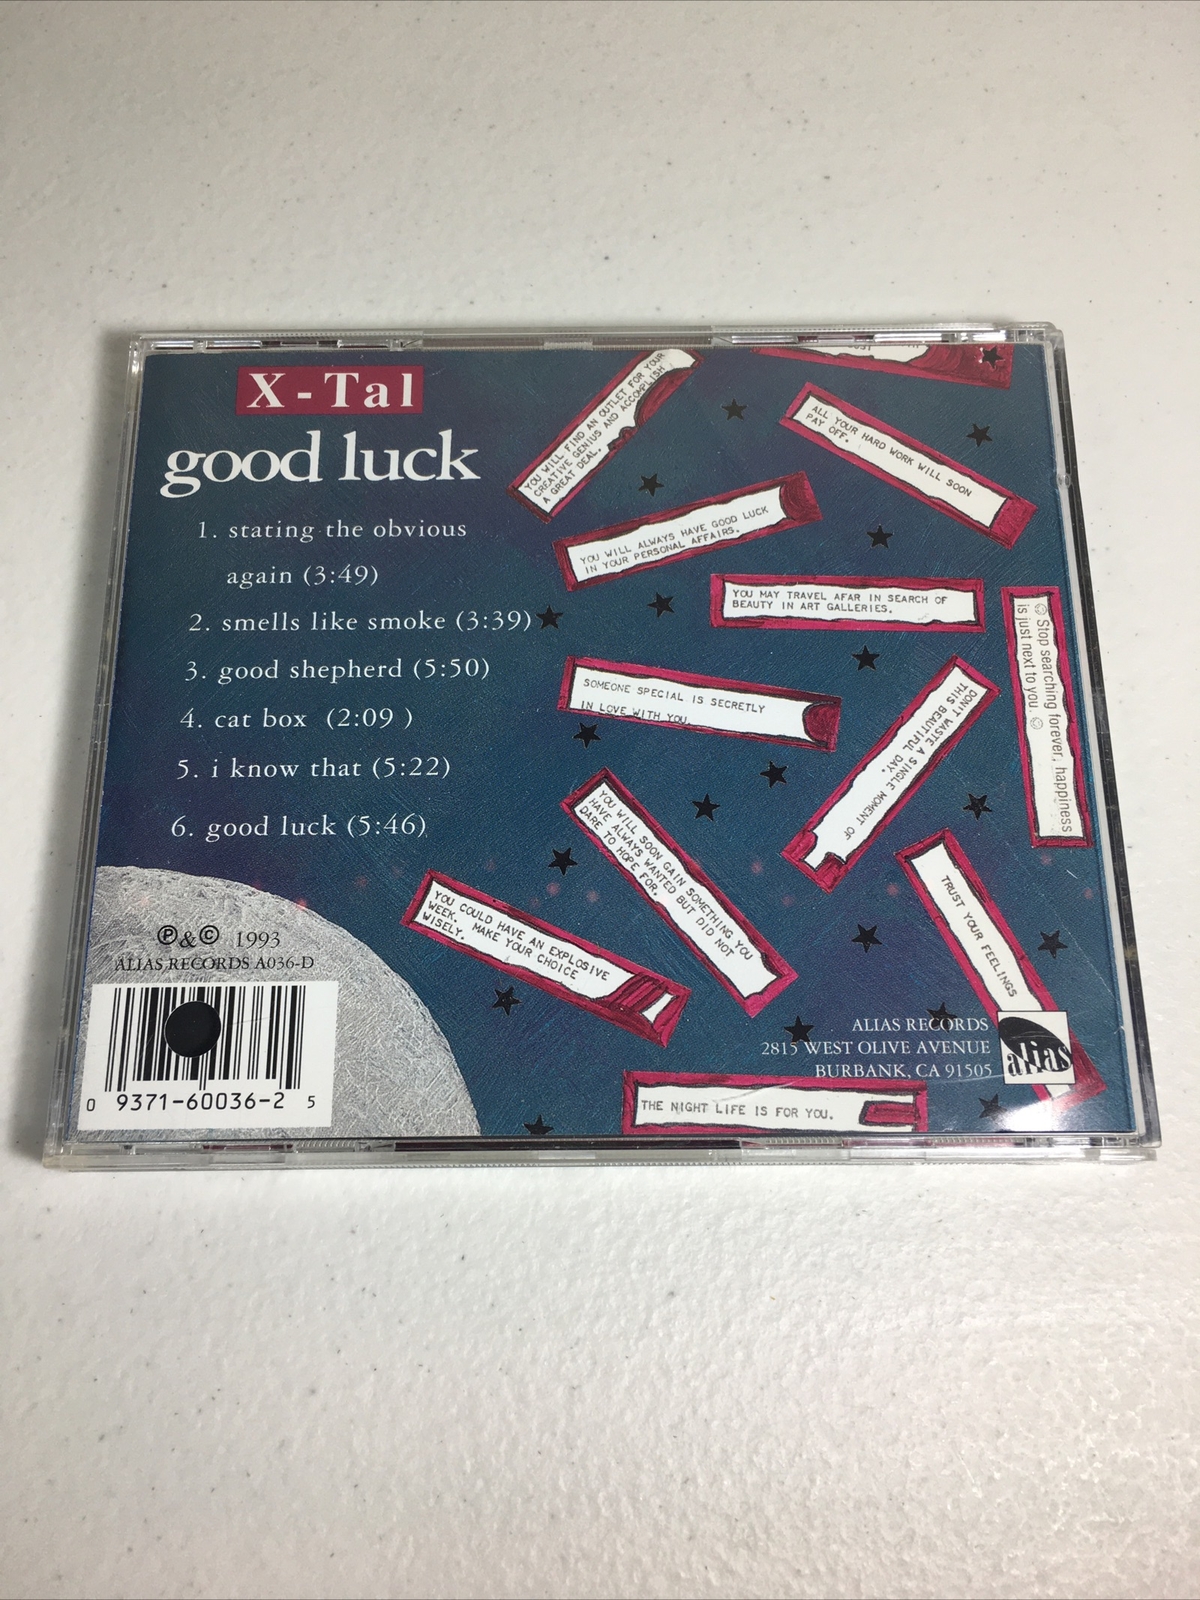 X-Tal
good luck
1. stating the obvious
again (3:49)
2. smells like smoke (3:39)
3. good shepherd (5:50)
4. cat box (2:09 )
5. i know that (5:22)
6. good luck (5:46)
℗&© 1993
ALIAS RECORDS A036-D
0 9371-60036-2 5
YOU WILL FIND AN OUTLET FOR YOUR
CREATIVE GENIUS AND ACCOMPLISH
A GREAT DEAL.
ALL YOUR HARD WORK WILL SOON
PAY OFF.
YOU WILL ALWAYS HAVE GOOD LUCK
IN YOUR PERSONAL AFFAIRS.
YOU MAY TRAVEL AFAR IN SEARCH OF
BEAUTY IN ART GALLERIES.
☺ Stop searching forever, happiness
is just next to you. ☺
SOMEONE SPECIAL IS SECRETLY
IN LOVE WITH YOU.
DON'T WASTE A SINGLE MOMENT OF
THIS BEAUTIFUL DAY.
YOU WILL SOON GAIN SOMETHING YOU
HAVE ALWAYS WANTED BUT DID NOT
DARE TO HOPE FOR.
TRUST YOUR FEELINGS
YOU COULD HAVE AN EXPLOSIVE
WEEK. MAKE YOUR CHOICE
WISELY.
THE NIGHT LIFE IS FOR YOU.
ALIAS RECORDS
2815 WEST OLIVE AVENUE
BURBANK, CA 91505
alias